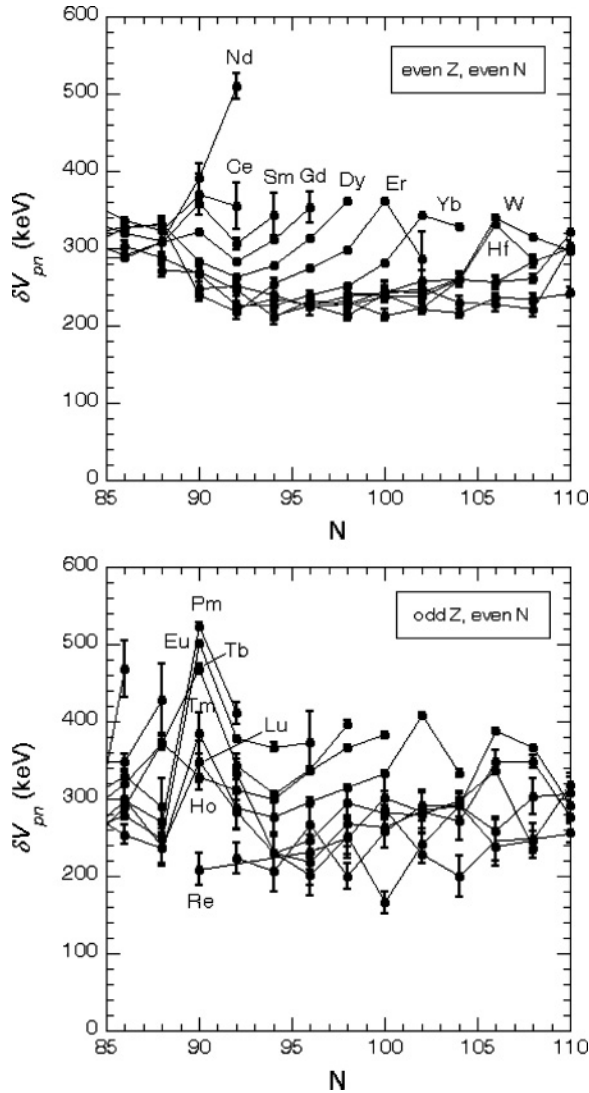 600
500
400
300
200
100
0
δV_pn (keV)
even Z, even N
Nd
Ce
Sm
Gd
Dy
Er
Yb
W
Hf
85
90
95
100
105
110
N
600
500
400
300
200
100
0
δV_pn (keV)
odd Z, even N
Pm
Eu
Tb
Tm
Lu
Ho
Re
85
90
95
100
105
110
N